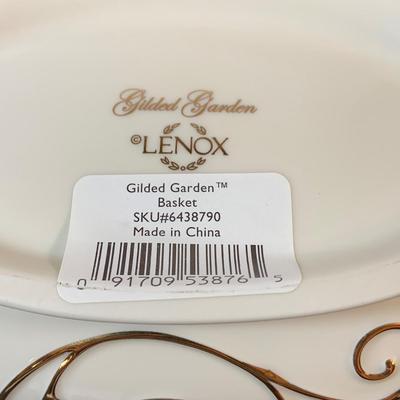 Gilded Garden
©LENOX
Gilded Garden™
Basket
SKU#6438790
Made in China
0 91709 53876 5